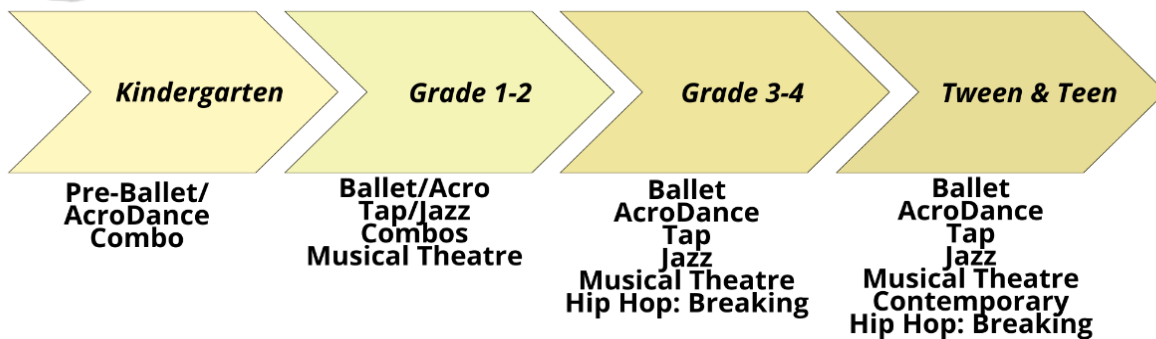 Kindergarten
Pre-Ballet/
AcroDance
Combo
Grade 1-2
Ballet/Acro
Tap/Jazz
Combos
Musical Theatre
Grade 3-4
Ballet
AcroDance
Tap
Jazz
Musical Theatre
Hip Hop: Breaking
Tween & Teen
Ballet
AcroDance
Tap
Jazz
Musical Theatre
Contemporary
Hip Hop: Breaking